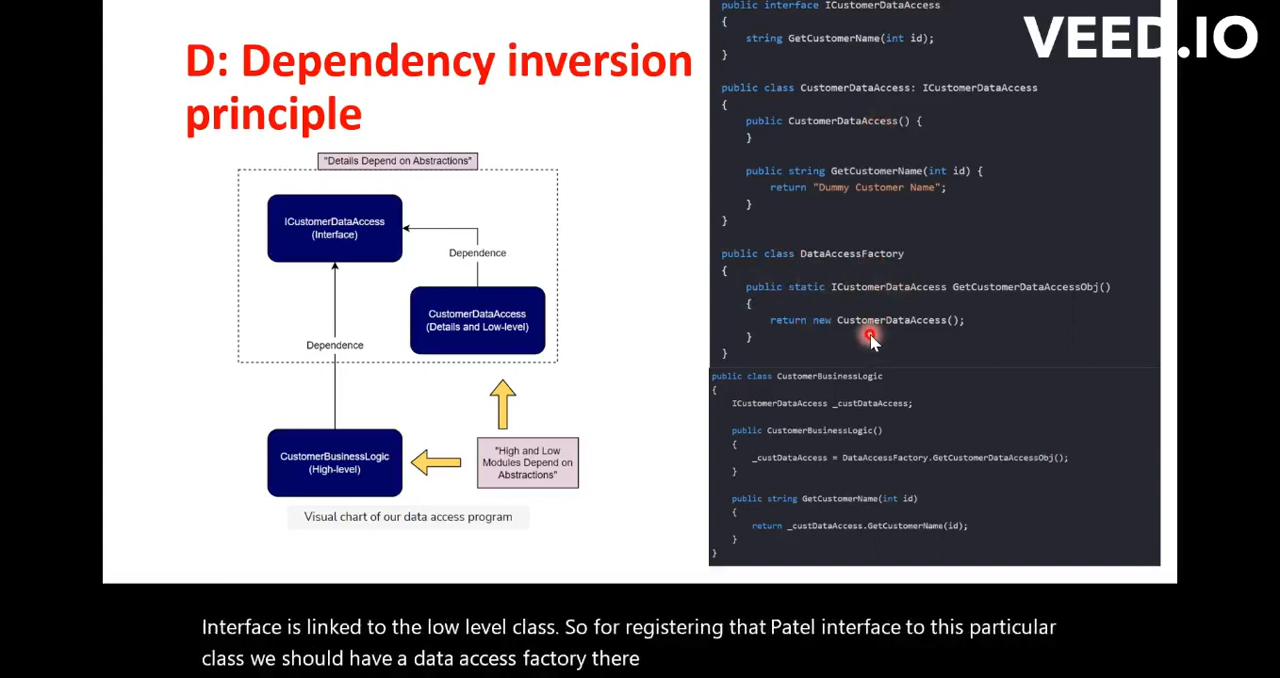 D: Dependency inversion
principle
"Details Depend on Abstractions"
ICustomerDataAccess
(Interface)
Dependence
CustomerDataAccess
(Details and Low-level)
Dependence
CustomerBusinessLogic
(High-level)
"High and Low
Modules Depend on
Abstractions"
Visual chart of our data access program
VEED.IO
public interface ICustomerDataAccess
{
string GetCustomerName(int id);
}
public class CustomerDataAccess: ICustomerDataAccess
{
public CustomerDataAccess() {
}
public string GetCustomerName(int id) {
return "Dummy Customer Name";
}
}
public class DataAccessFactory
{
public static ICustomerDataAccess GetCustomerDataAccessObj()
{
return new CustomerDataAccess();
}
}
public class CustomerBusinessLogic
{
ICustomerDataAccess _custDataAccess;
public CustomerBusinessLogic()
{
_custDataAccess = DataAccessFactory.GetCustomerDataAccessObj();
}
public string GetCustomerName(int id)
{
return _custDataAccess.GetCustomerName(id);
}
}
Interface is linked to the low level class. So for registering that Patel interface to this particular
class we should have a data access factory there